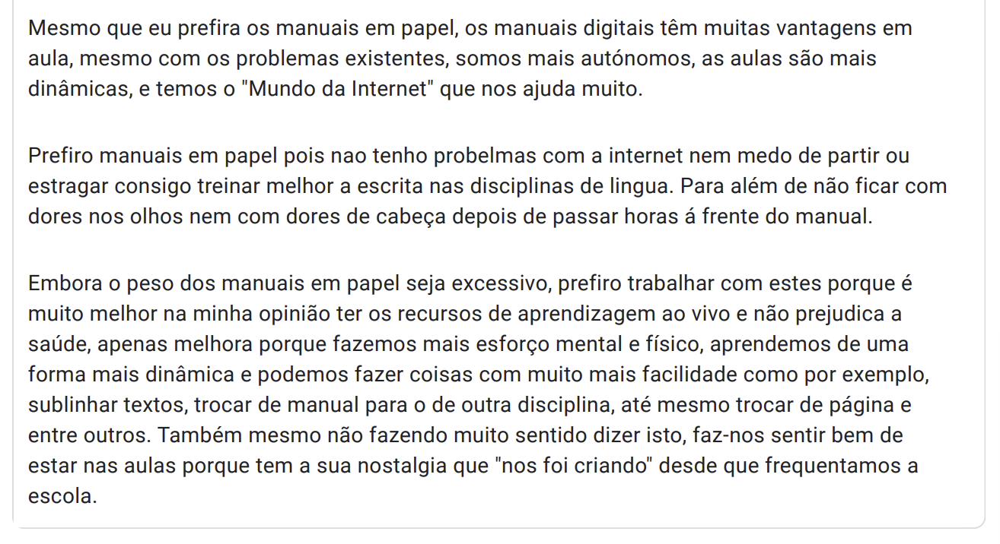 Mesmo que eu prefira os manuais em papel, os manuais digitais têm muitas vantagens em
aula, mesmo com os problemas existentes, somos mais autónomos, as aulas são mais
dinâmicas, e temos o "Mundo da Internet" que nos ajuda muito.
Prefiro manuais em papel pois nao tenho probelmas com a internet nem medo de partir ou
estragar consigo treinar melhor a escrita nas disciplinas de lingua. Para além de não ficar com
dores nos olhos nem com dores de cabeça depois de passar horas á frente do manual.
Embora o peso dos manuais em papel seja excessivo, prefiro trabalhar com estes porque é
muito melhor na minha opinião ter os recursos de aprendizagem ao vivo e não prejudica a
saúde, apenas melhora porque fazemos mais esforço mental e físico, aprendemos de uma
forma mais dinâmica e podemos fazer coisas com muito mais facilidade como por exemplo,
sublinhar textos, trocar de manual para o de outra disciplina, até mesmo trocar de página e
entre outros. Também mesmo não fazendo muito sentido dizer isto, faz-nos sentir bem de
estar nas aulas porque tem a sua nostalgia que "nos foi criando" desde que frequentamos a
escola.